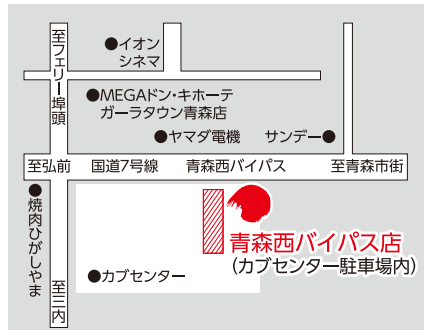 至フェリー埠頭
●イオン
シネマ
●MEGAドン・キホーテ
ガーラタウン青森店
●ヤマダ電機
サンデー●
至弘前
国道7号線
青森西バイパス
至青森市街
●焼肉ひがしやま
青森西バイパス店
(カブセンター駐車場内)
●カブセンター
至三内